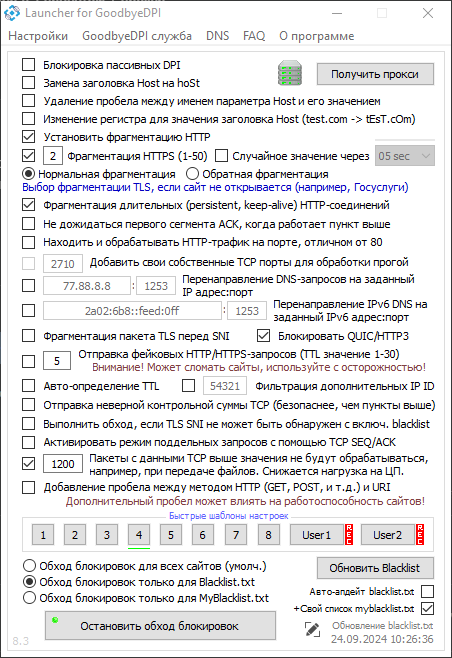 Launcher for GoodbyeDPI
Настройки GoodbyeDPI служба DNS FAQ О программе
Блокировка пассивных DPI
Получить прокси
Замена заголовка Host на hoSt
Удаление пробела между именем параметра Host и его значением
Изменение регистра для значения заголовка Host (test.com -> tEsT.cOm)
Установить фрагментацию HTTP
2 Фрагментация HTTPS (1-50) Случайное значение через 05 sec
Нормальная фрагментация Обратная фрагментация
Выбор фрагментации TLS, если сайт не открывается (например, Госуслуги)
Фрагментация длительных (persistent, keep-alive) HTTP-соединений
Не дожидаться первого сегмента ACK, когда работает пункт выше
Находить и обрабатывать HTTP-трафик на порте, отличном от 80
2710 Добавить свои собственные TCP порты для обработки прогой
77.88.8.8 : 1253 Перенаправление DNS-запросов на заданный
IP адрес:порт
2a02:6b8::feed:0ff : 1253 Перенаправление IPv6 DNS на
заданный IPv6 адрес:порт
Фрагментация пакета TLS перед SNI Блокировать QUIC/HTTP3
5 Отправка фейковых HTTP/HTTPS-запросов (TTL значение 1-30)
Внимание! Может сломать сайты, используйте с осторожностью!
Авто-определение TTL 54321 Фильтрация дополнительных IP ID
Отправка неверной контрольной суммы TCP (безопаснее, чем пункты выше)
Выполнить обход, если TLS SNI не может быть обнаружен с включ. blacklist
Активировать режим поддельных запросов с помощью TCP SEQ/ACK
1200 Пакеты с данными TCP выше значения не будут обрабатываться,
например, при передаче файлов. Снижается нагрузка на ЦП.
Добавление пробела между методом HTTP (GET, POST, и т.д.) и URI
Дополнительный пробел может влиять на работоспособность сайтов!
Быстрые шаблоны настроек
1 2 3 4 5 6 7 8 User1 REC User2 REC
Обход блокировок для всех сайтов (умолч.)
Обновить Blacklist
Обход блокировок только для Blacklist.txt
Авто-апдейт blacklist.txt
Обход блокировок только для MyBlacklist.txt
+Свой список myblacklist.txt
Остановить обход блокировок
Обновление blacklist.txt
8.3
24.09.2024 10:26:36